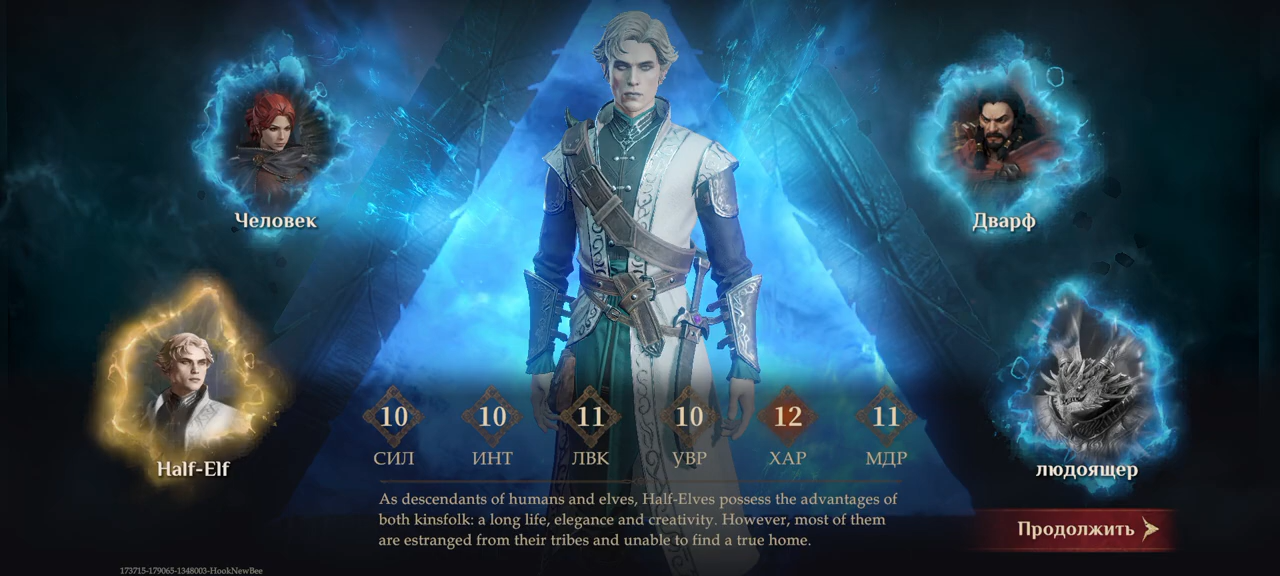 Человек
Дварф
Half-Elf
людоящер
10 10 11 10 12 11
СИЛ ИНТ ЛВК УВР ХАР МДР
As descendants of humans and elves, Half-Elves possess the advantages of
both kinsfolk: a long life, elegance and creativity. However, most of them
are estranged from their tribes and unable to find a true home.
Продолжить
173715-179065-1348003-HookNewBee